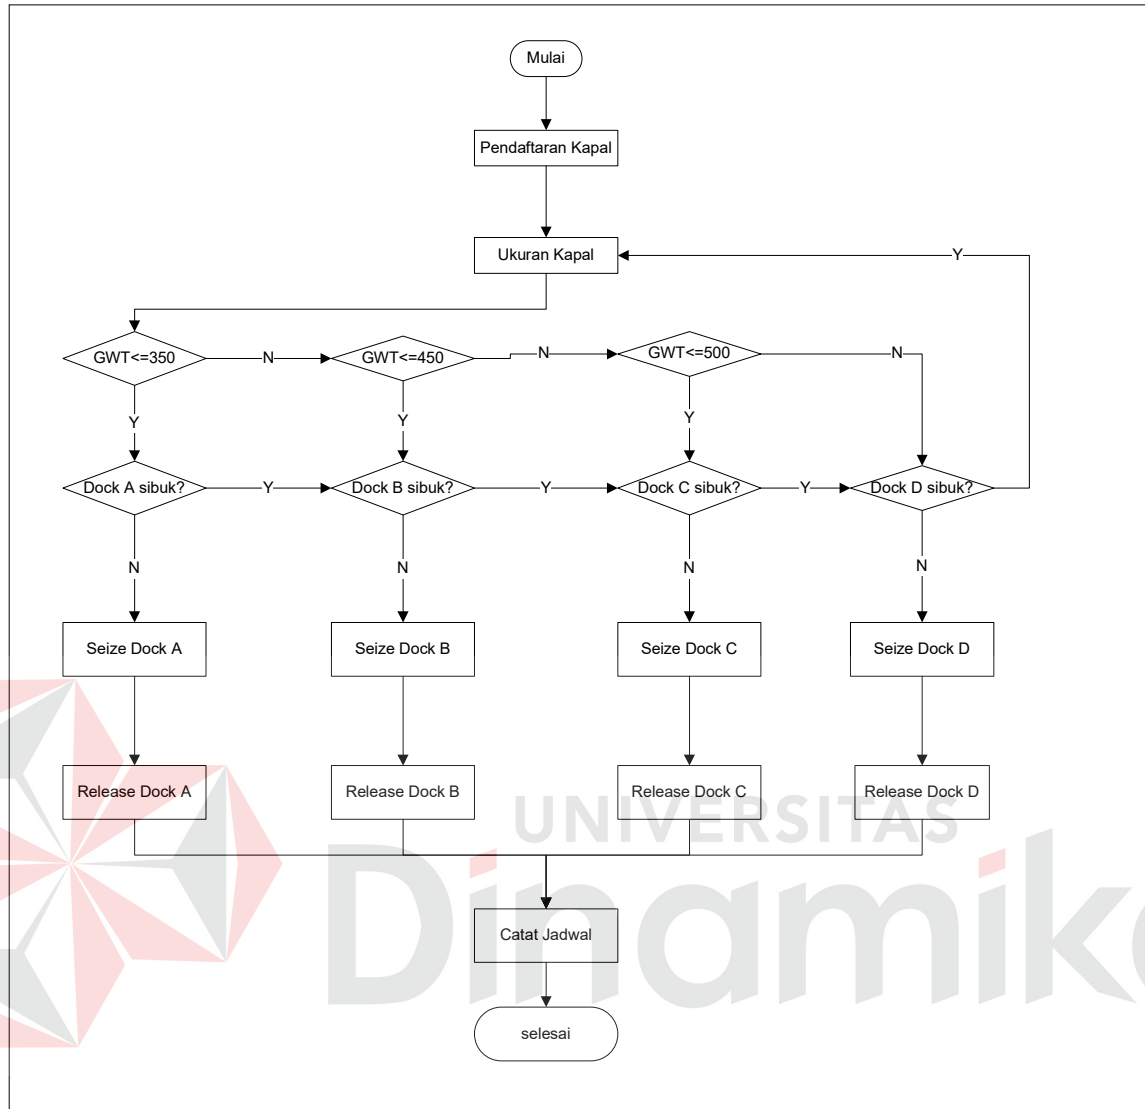 Mulai
Pendaftaran Kapal
Ukuran Kapal
Y
GWT<=350
N
GWT<=450
N
GWT<=500
N
Y
Y
Y
Dock A sibuk?
Y
Dock B sibuk?
Y
Dock C sibuk?
Y
Dock D sibuk?
N
N
N
N
Seize Dock A
Seize Dock B
Seize Dock C
Seize Dock D
Release Dock A
Release Dock B
Release Dock C
Release Dock D
UNIVERSITAS
Dinamika
Catat Jadwal
selesai